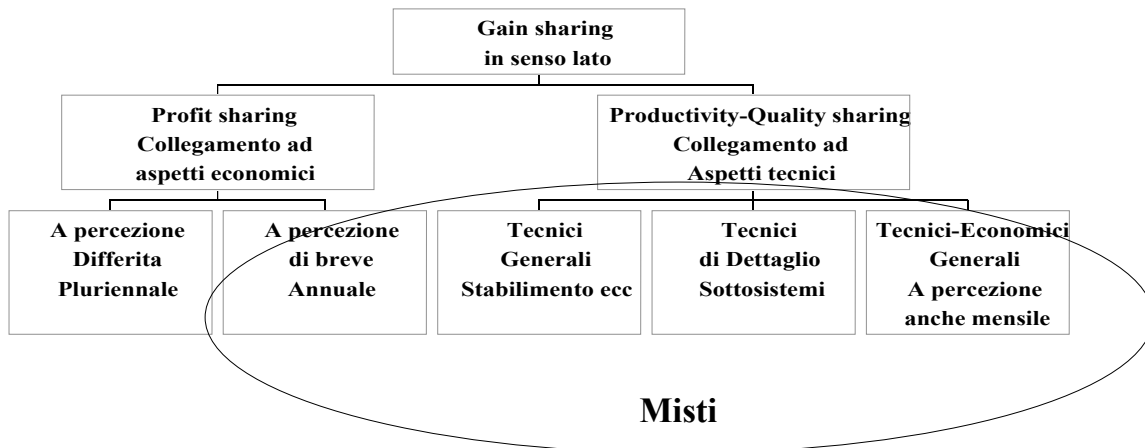 Gain sharing
in senso lato
Profit sharing
Collegamento ad
aspetti economici
Productivity-Quality sharing
Collegamento ad
Aspetti tecnici
A percezione
Differita
Pluriennale
A percezione
di breve
Annuale
Tecnici
Generali
Stabilimento ecc
Tecnici
di Dettaglio
Sottosistemi
Tecnici-Economici
Generali
A percezione
anche mensile
Misti